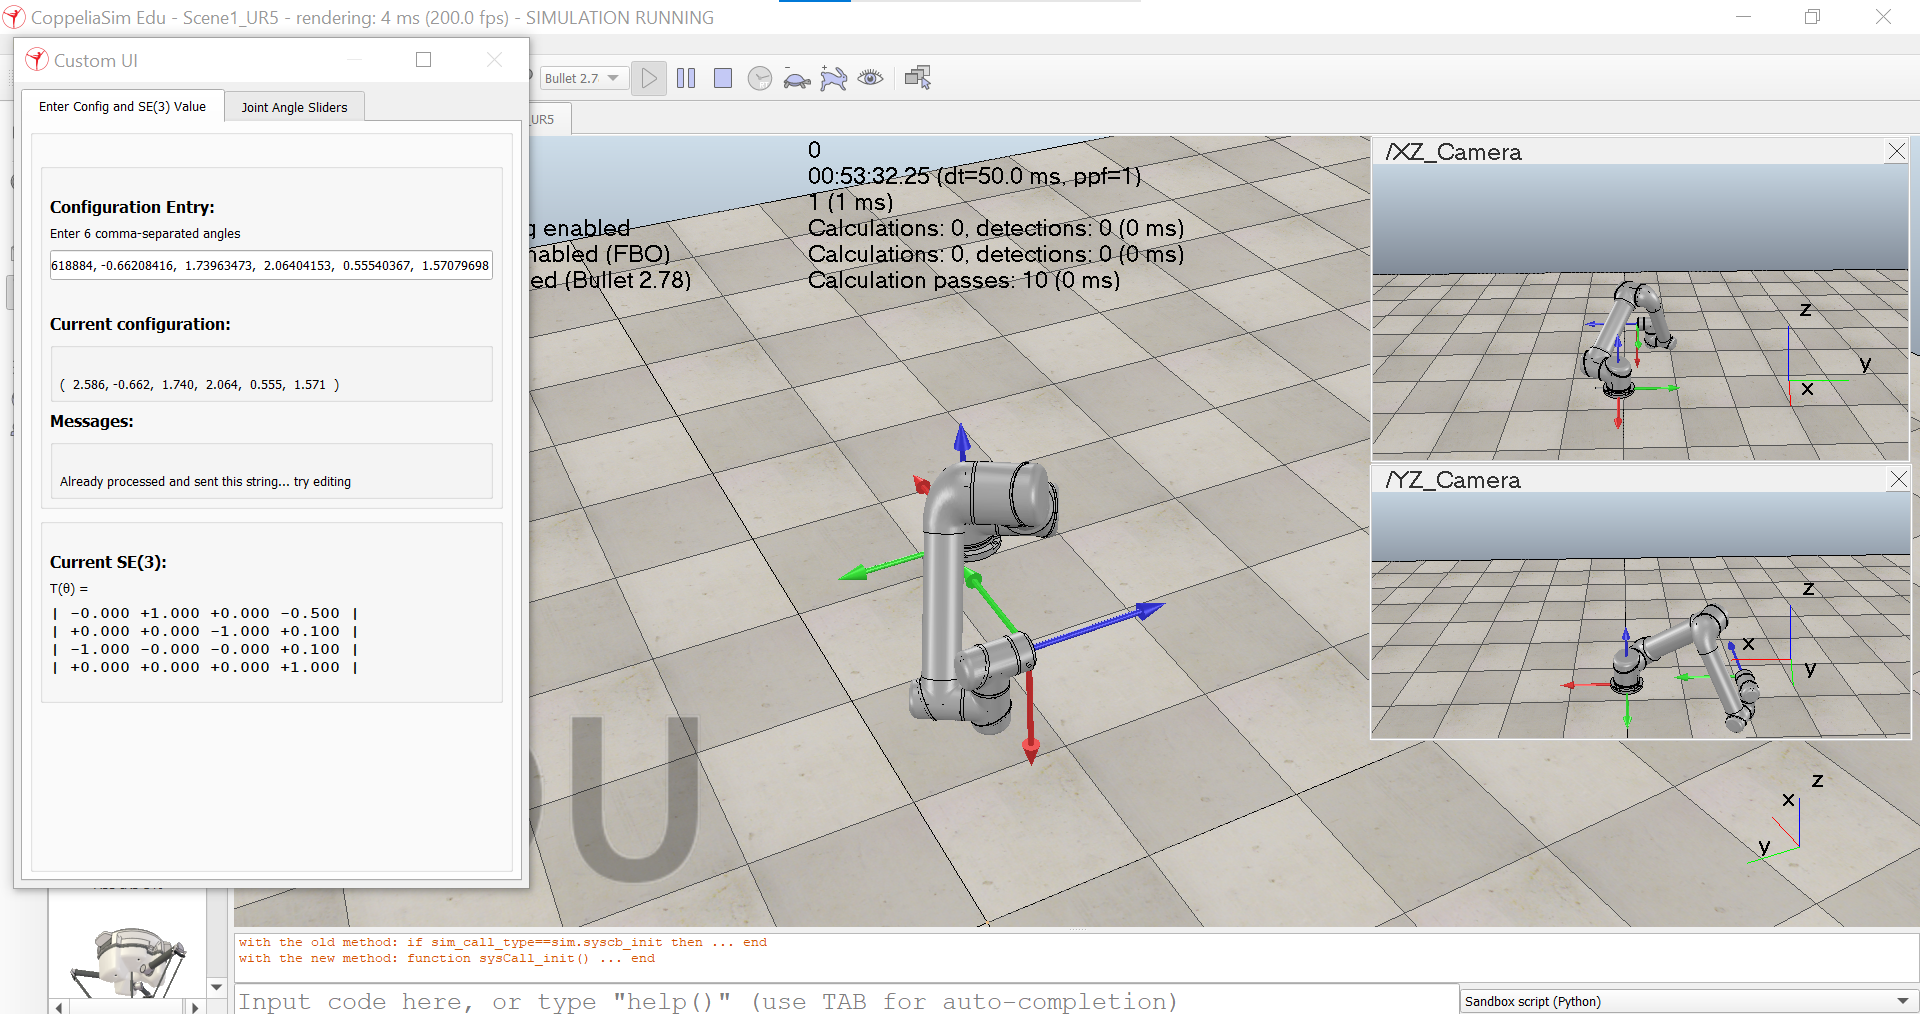 CoppeliaSim Edu - Scene1_UR5 - rendering: 4 ms (200.0 fps) - SIMULATION RUNNING
Custom UI
Bullet 2.7
Enter Config and SE(3) Value
Joint Angle Sliders
_UR5
Configuration Entry:
Enter 6 comma-separated angles
618884, -0.66208416, 1.73963473, 2.06404153, 0.55540367, 1.57079698
Current configuration:
( 2.586, -0.662, 1.740, 2.064, 0.555, 1.571 )
Messages:
Already processed and sent this string... try editing
Current SE(3):
T(θ) =
| -0.000 +1.000 +0.000 -0.500 |
| +0.000 +0.000 -1.000 +0.100 |
| -1.000 -0.000 -0.000 +0.100 |
| +0.000 +0.000 +0.000 +1.000 |
0
00:53:32.25 (dt=50.0 ms, ppf=1)
1 (1 ms)
enabled Calculations: 0, detections: 0 (0 ms)
(FBO) Calculations: 0, detections: 0 (0 ms)
(Bullet 2.78) Calculation passes: 10 (0 ms)
/XZ_Camera
z
y
x
/YZ_Camera
z
x
y
z
x
y
U
with the old method: if sim_call_type==sim.syscb_init then ... end
with the new method: function sysCall_init() ... end
Input code here, or type "help()" (use TAB for auto-completion)
Sandbox script (Python)